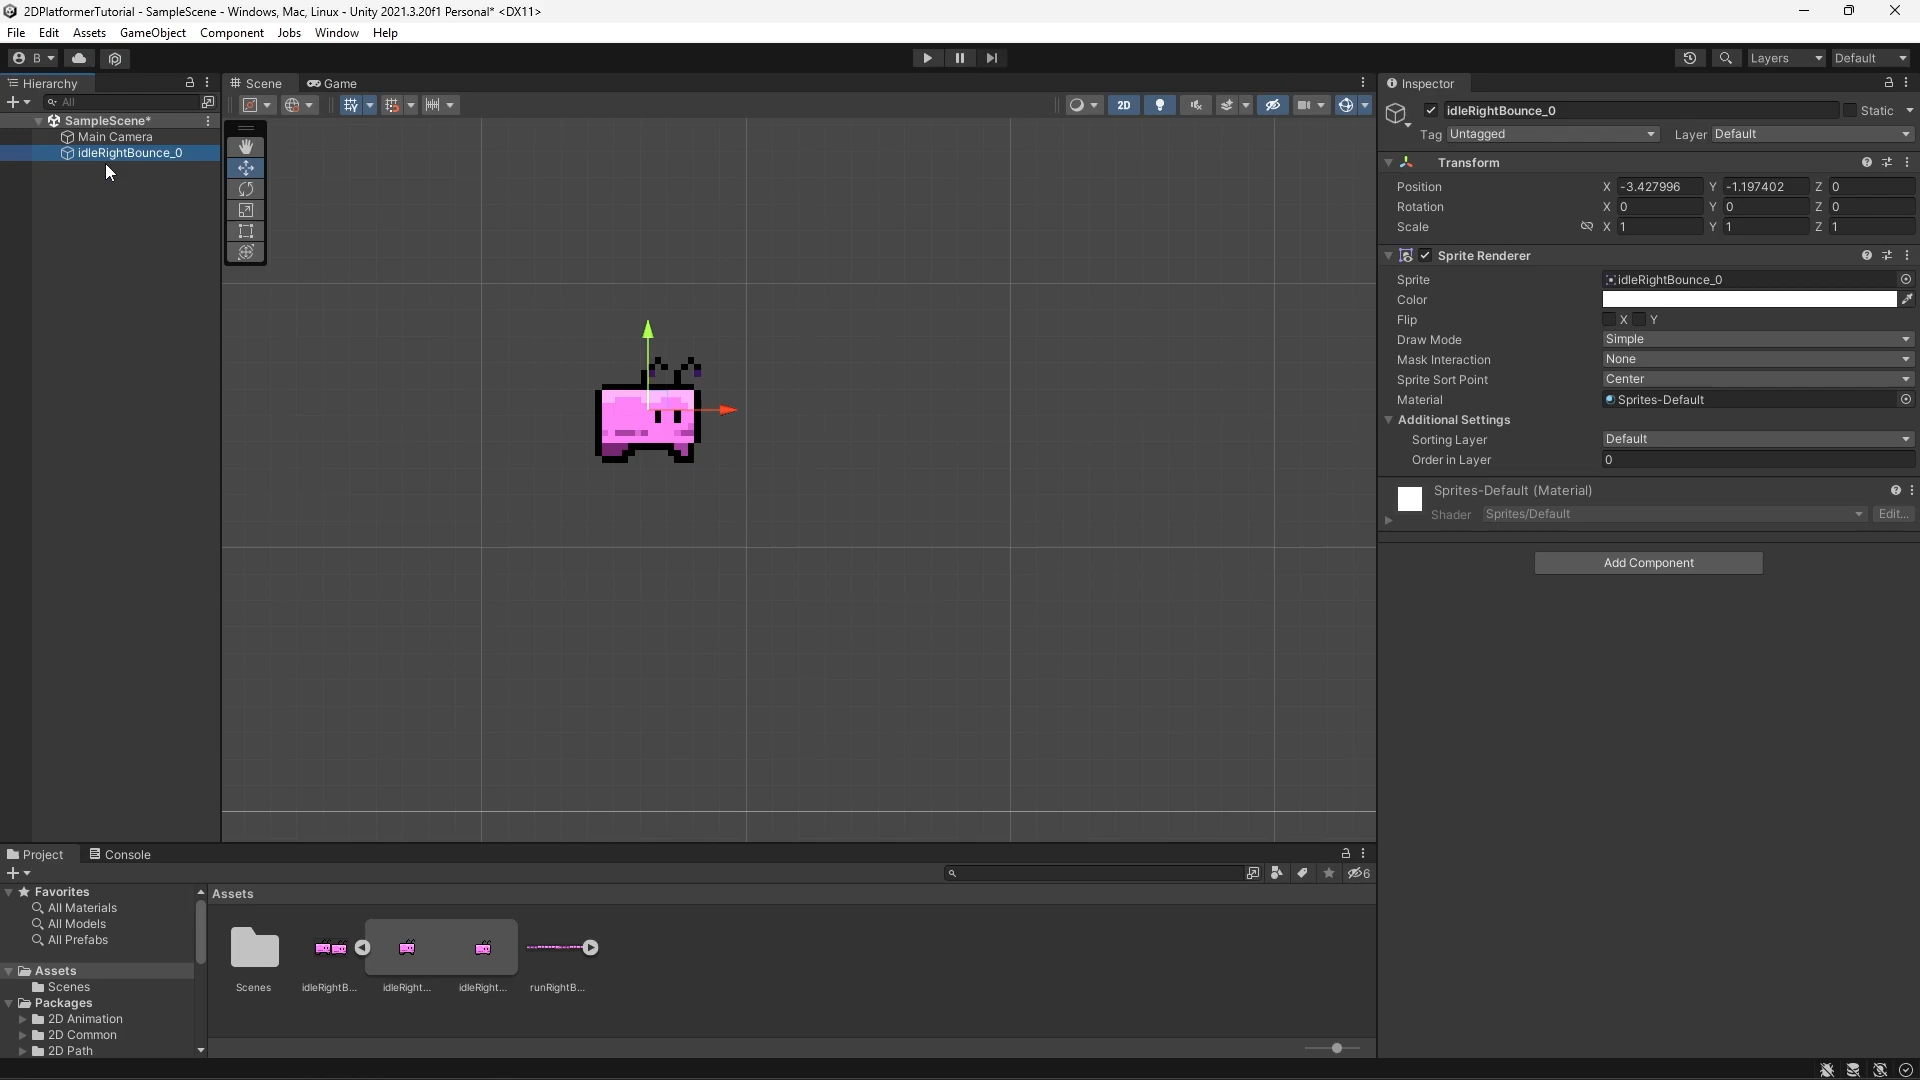 2DPlatformerTutorial - SampleScene - Windows, Mac, Linux - Unity 2021.3.20f1 Personal* <DX11>
File Edit Assets GameObject Component Jobs Window Help
B Layers Default
Hierarchy
All
SampleScene*
Main Camera
idleRightBounce_0
Scene Game
2D
Inspector
idleRightBounce_0 Static
Tag Untagged Layer Default
Transform
Position X -3.427996 Y -1.197402 Z 0
Rotation X 0 Y 0 Z 0
Scale X 1 Y 1 Z 1
Sprite Renderer
Sprite idleRightBounce_0
Color
Flip X Y
Draw Mode Simple
Mask Interaction None
Sprite Sort Point Center
Material Sprites-Default
Additional Settings
Sorting Layer Default
Order in Layer 0
Sprites-Default (Material)
Shader Sprites/Default Edit...
Add Component
Project Console
6
Favorites
All Materials
All Models
All Prefabs
Assets
Scenes
Packages
2D Animation
2D Common
2D Path
Assets
Scenes idleRightB... idleRight... idleRight... runRightB...